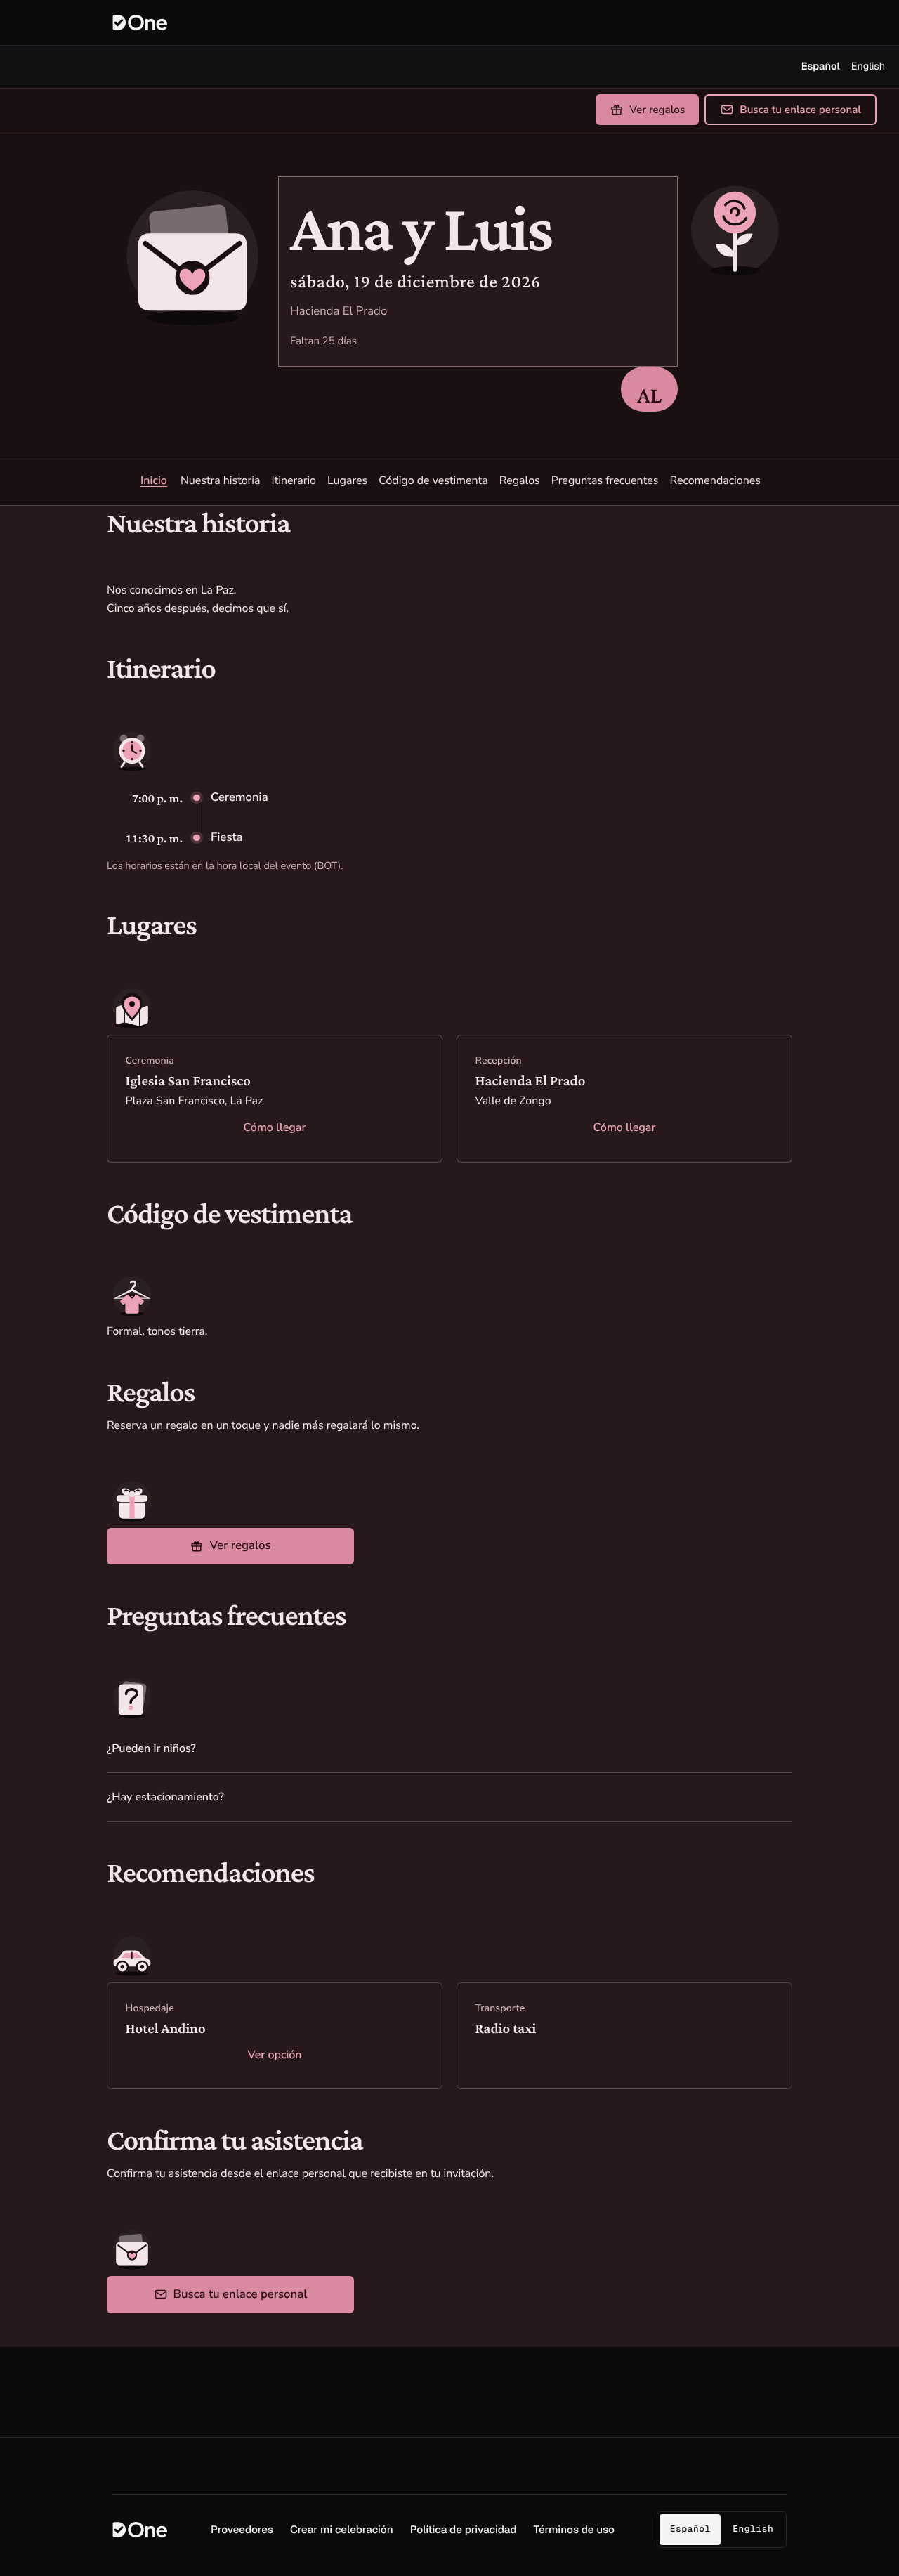 One
Español English
Ver regalos Busca tu enlace personal
Ana y Luis
sábado, 19 de diciembre de 2026
Hacienda El Prado
Faltan 25 días
AL
Inicio Nuestra historia Itinerario Lugares Código de vestimenta Regalos Preguntas frecuentes Recomendaciones
Nuestra historia
Nos conocimos en La Paz.
Cinco años después, decimos que sí.
Itinerario
7:00 p. m. Ceremonia
11:30 p. m. Fiesta
Los horarios están en la hora local del evento (BOT).
Lugares
Ceremonia
Iglesia San Francisco
Plaza San Francisco, La Paz
Cómo llegar
Recepción
Hacienda El Prado
Valle de Zongo
Cómo llegar
Código de vestimenta
Formal, tonos tierra.
Regalos
Reserva un regalo en un toque y nadie más regalará lo mismo.
Ver regalos
Preguntas frecuentes
?
¿Pueden ir niños?
¿Hay estacionamiento?
Recomendaciones
Hospedaje
Hotel Andino
Ver opción
Transporte
Radio taxi
Confirma tu asistencia
Confirma tu asistencia desde el enlace personal que recibiste en tu invitación.
Busca tu enlace personal
One Proveedores Crear mi celebración Política de privacidad Términos de uso Español English